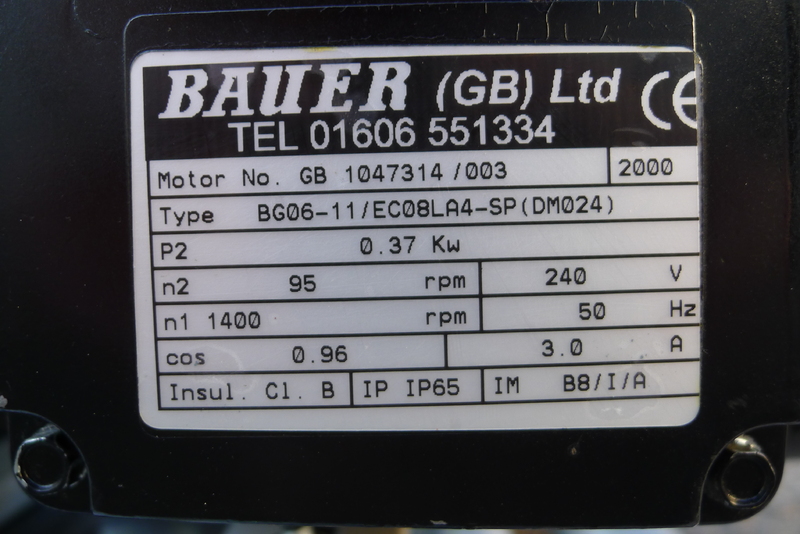 BAUER (GB) Ltd CE
TEL 01606 551334
Motor No. GB 1047314/003 2000
Type BG06-11/EC08LA4-SP(DM024)
P2 0.37 Kw
n2 95 rpm 240 V
n1 1400 rpm 50 Hz
cos 0.96 3.0 A
Insul. Cl. B IP IP65 IM B8/I/A